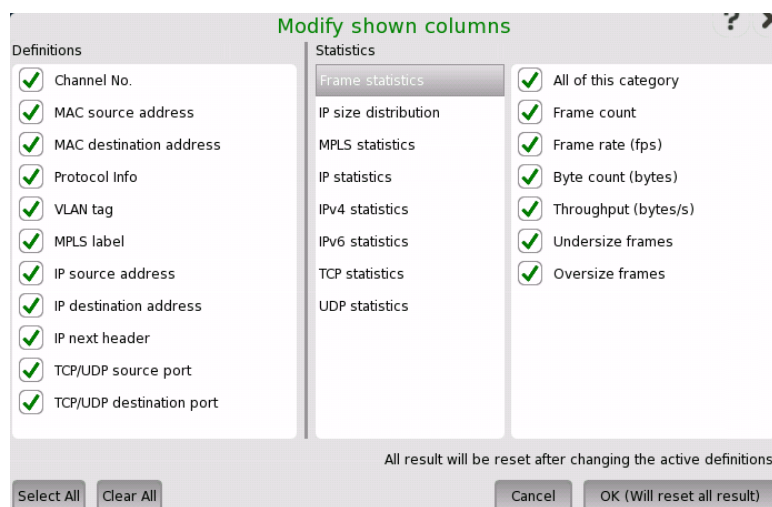 Modify shown columns
?
Definitions
Channel No.
MAC source address
MAC destination address
Protocol Info
VLAN tag
MPLS label
IP source address
IP destination address
IP next header
TCP/UDP source port
TCP/UDP destination port
Statistics
Frame statistics
IP size distribution
MPLS statistics
IP statistics
IPv4 statistics
IPv6 statistics
TCP statistics
UDP statistics
All of this category
Frame count
Frame rate (fps)
Byte count (bytes)
Throughput (bytes/s)
Undersize frames
Oversize frames
All result will be reset after changing the active definitions
Select All
Clear All
Cancel
OK (Will reset all result)